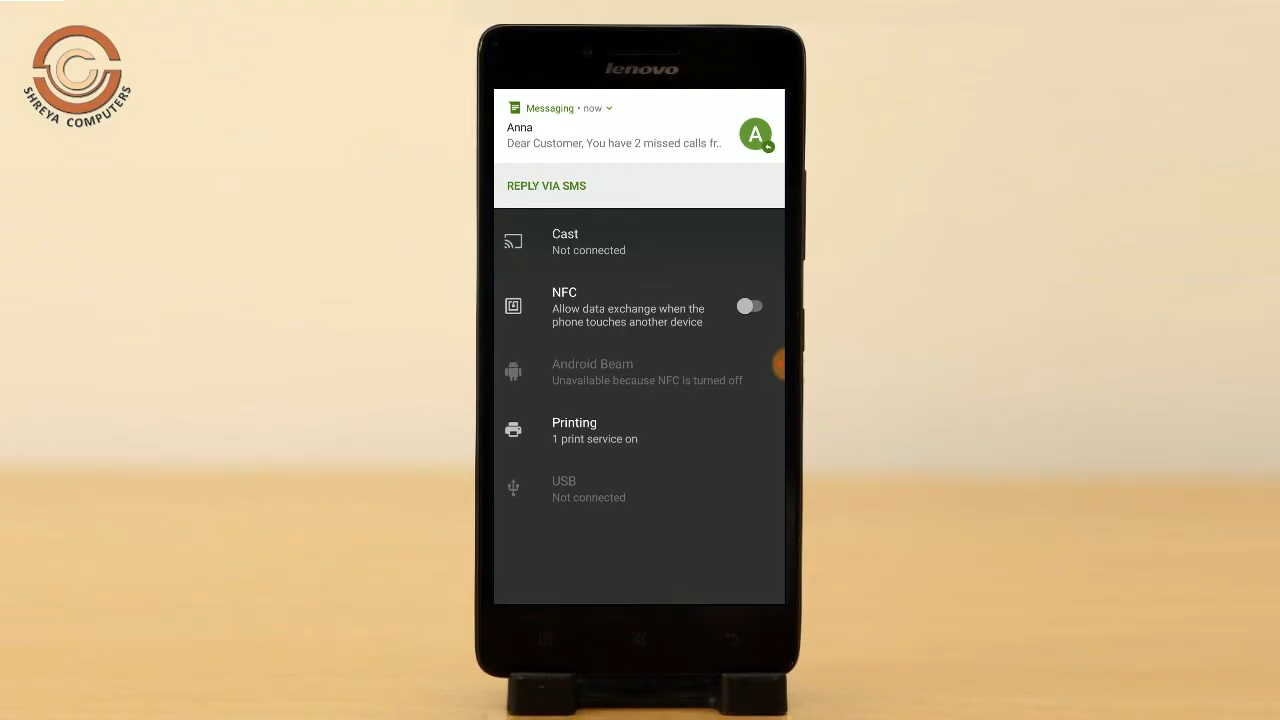 SHREYA COMPUTERS
lenovo
Messaging • now
Anna
Dear Customer, You have 2 missed calls fr..
A
REPLY VIA SMS
Cast
Not connected
NFC
Allow data exchange when the
phone touches another device
Android Beam
Unavailable because NFC is turned off
Printing
1 print service on
USB
Not connected